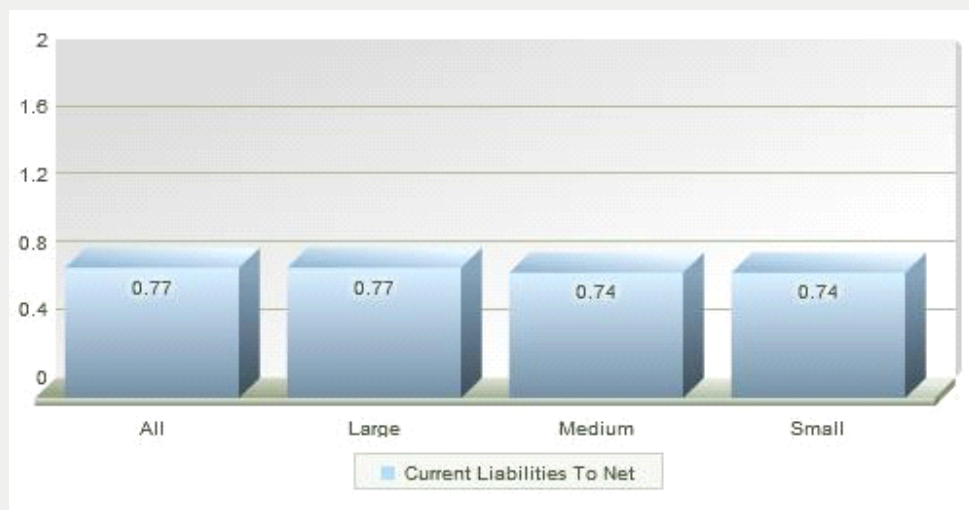 2
1.6
1.2
0.8
0.4
0
0.77
0.77
0.74
0.74
All
Large
Medium
Small
Current Liabilities To Net